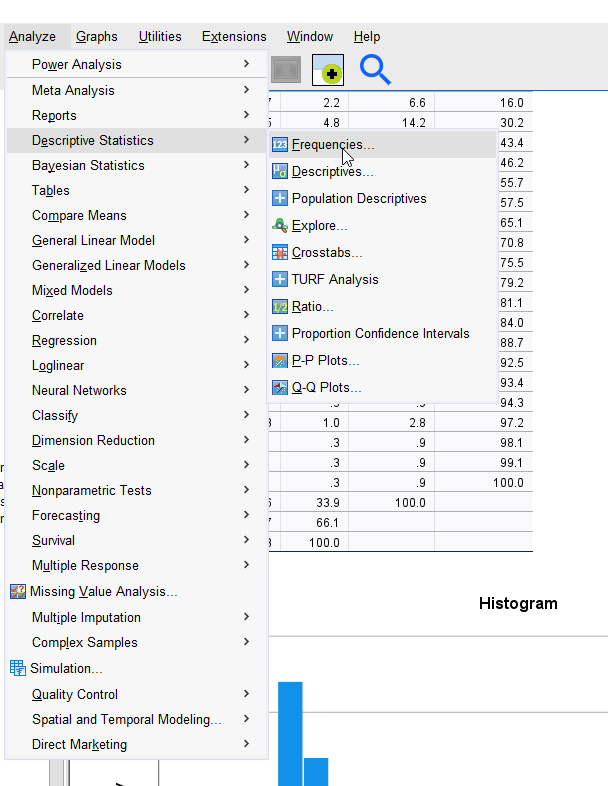 Analyze Graphs Utilities Extensions Window Help
Power Analysis
Meta Analysis
Reports
Descriptive Statistics
Bayesian Statistics
Tables
Compare Means
General Linear Model
Generalized Linear Models
Mixed Models
Correlate
Regression
Loglinear
Neural Networks
Classify
Dimension Reduction
Scale
Nonparametric Tests
Forecasting
Survival
Multiple Response
Missing Value Analysis...
Multiple Imputation
Complex Samples
Simulation...
Quality Control
Spatial and Temporal Modeling...
Direct Marketing
Frequencies...
Descriptives...
Population Descriptives
Explore...
Crosstabs...
TURF Analysis
Ratio...
Proportion Confidence Intervals
P-P Plots...
Q-Q Plots...
2.2 6.6 16.0
4.8 14.2 30.2
43.4
46.2
55.7
57.5
65.1
70.8
75.5
79.2
81.1
84.0
88.7
92.5
93.4
94.3
1.0 2.8 97.2
.3 .9 98.1
.3 .9 99.1
.3 .9 100.0
33.9 100.0
66.1
100.0
Histogram